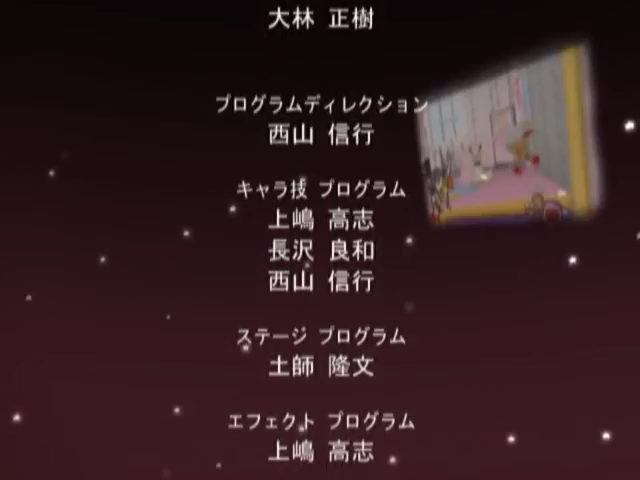 大林 正樹
プログラムディレクション
西山 信行
キャラ技 プログラム
上嶋 高志
長沢 良和
西山 信行
ステージ プログラム
土師 隆文
エフェクト プログラム
上嶋 高志